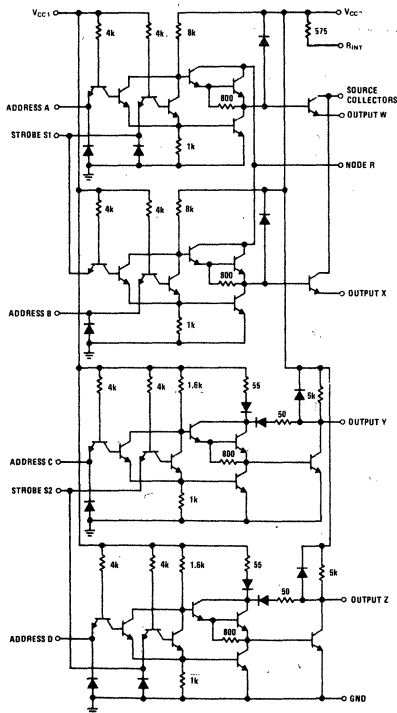 VCC1
VCC2
4k
4k
8k
575
RINT
SOURCE
COLLECTORS
ADDRESS A
800
OUTPUT W
STROBE S1
1k
NODE R
4k
4k
8k
800
OUTPUT X
ADDRESS B
1k
4k
4k
1.6k
55
5k
50
OUTPUT Y
ADDRESS C
800
STROBE S2
1k
4k
4k
1.6k
55
5k
50
OUTPUT Z
ADDRESS D
800
1k
GND